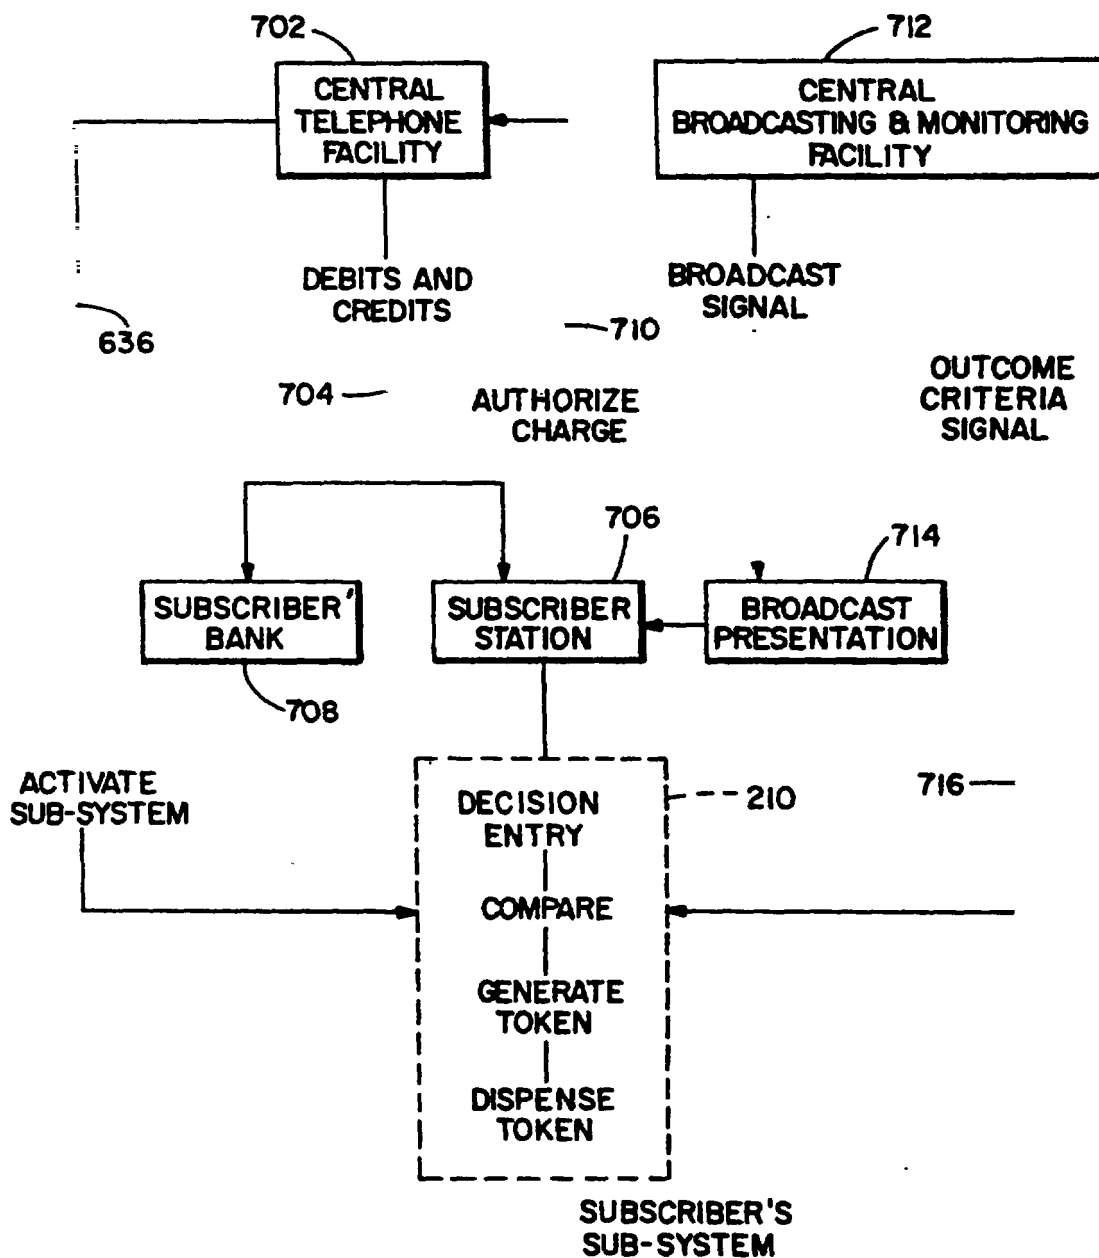 702
712
CENTRAL
TELEPHONE
FACILITY
CENTRAL
BROADCASTING & MONITORING
FACILITY
DEBITS AND
CREDITS
BROADCAST
SIGNAL
636
710
704
AUTHORIZE
CHARGE
OUTCOME
CRITERIA
SIGNAL
706
714
SUBSCRIBER'
BANK
SUBSCRIBER
STATION
BROADCAST
PRESENTATION
708
ACTIVATE
SUB-SYSTEM
DECISION
ENTRY
210
716
COMPARE
GENERATE
TOKEN
DISPENSE
TOKEN
SUBSCRIBER'S
SUB-SYSTEM